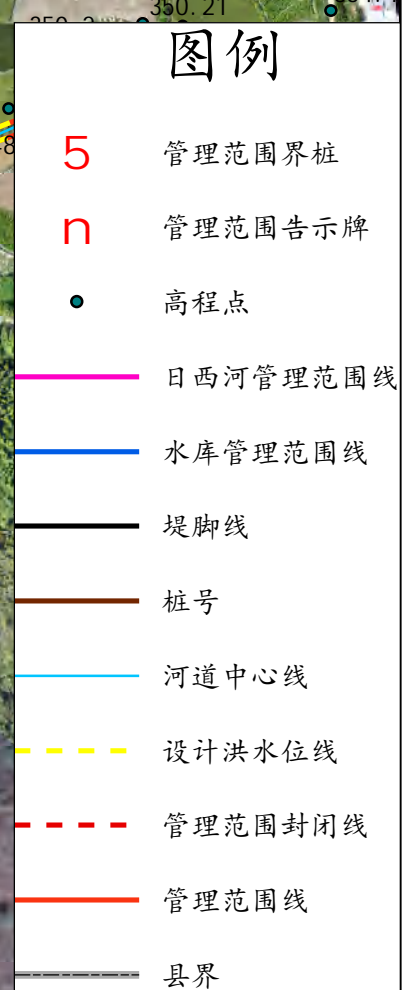 350.21
图例
5 管理范围界桩
n 管理范围告示牌
高程点
日西河管理范围线
水库管理范围线
堤脚线
桩号
河道中心线
设计洪水位线
管理范围封闭线
管理范围线
县界